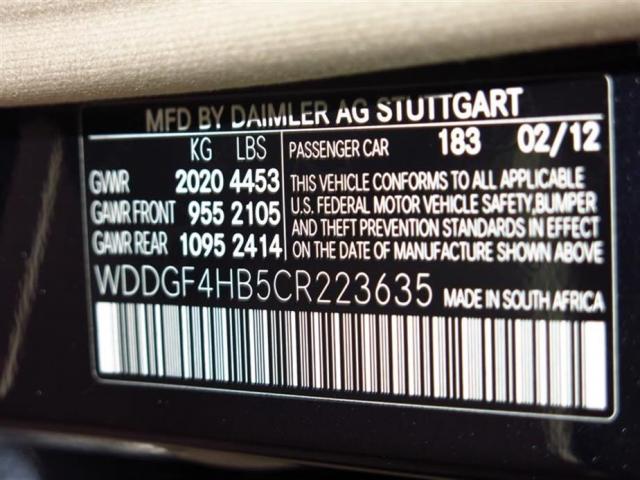 MFD BY DAIMLER AG STUTTGART
KG LBS
GVWR 2020 4453
GAWR FRONT 955 2105
GAWR REAR 1095 2414
PASSENGER CAR 183 02/12
THIS VEHICLE CONFORMS TO ALL APPLICABLE
U.S. FEDERAL MOTOR VEHICLE SAFETY,BUMPER
AND THEFT PREVENTION STANDARDS IN EFFECT
ON THE DATE OF MANUFACTURE SHOWN ABOVE
WDDGF4HB5CR223635 MADE IN SOUTH AFRICA